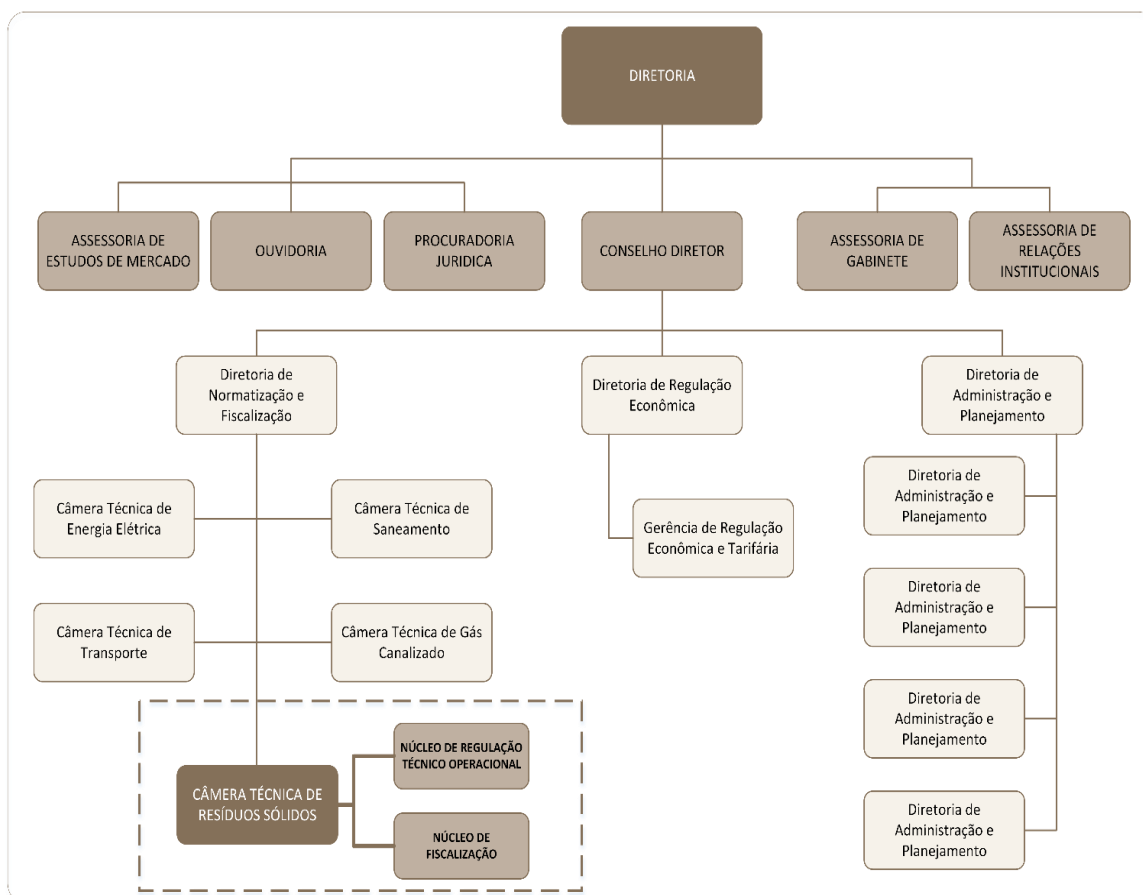 DIRETORIA
ASSESSORIA DE
ESTUDOS DE MERCADO
OUVIDORIA
PROCURADORIA
JURIDICA
CONSELHO DIRETOR
ASSESSORIA DE
GABINETE
ASSESSORIA DE
RELAÇÕES
INSTITUCIONAIS
Diretoria de
Normatização e
Fiscalização
Diretoria de Regulação
Econômica
Diretoria de
Administração e
Planejamento
Câmera Técnica de
Energia Elétrica
Câmera Técnica de
Saneamento
Gerência de Regulação
Econômica e Tarifária
Diretoria de
Administração e
Planejamento
Câmera Técnica de
Transporte
Câmera Técnica de Gás
Canalizado
Diretoria de
Administração e
Planejamento
Diretoria de
Administração e
Planejamento
CÂMERA TÉCNICA DE
RESÍDUOS SÓLIDOS
NÚCLEO DE REGULAÇÃO
TÉCNICO OPERACIONAL
NÚCLEO DE
FISCALIZAÇÃO
Diretoria de
Administração e
Planejamento